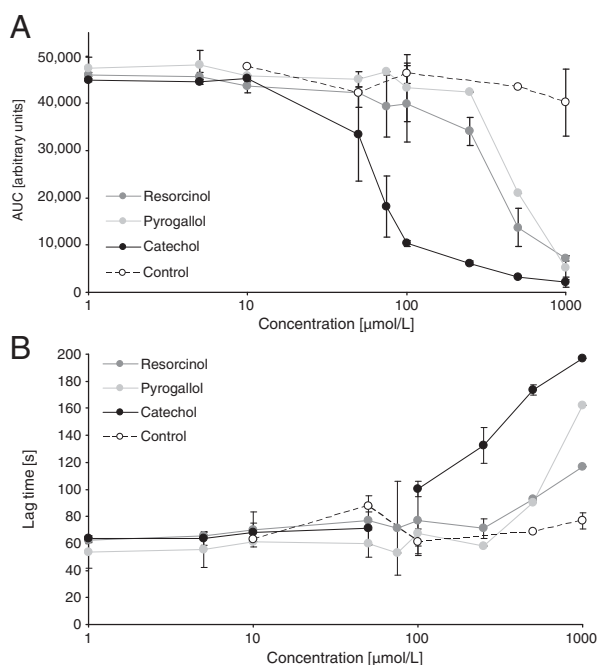 A
50,000
40,000
30,000
20,000
10,000
0
AUC [arbitrary units]
Resorcinol
Pyrogallol
Catechol
Control
1
10
100
1000
Concentration [µmol/L]
B
200
180
160
140
120
100
80
60
40
20
0
Lag time [s]
Resorcinol
Pyrogallol
Catechol
Control
1
10
100
1000
Concentration [µmol/L]